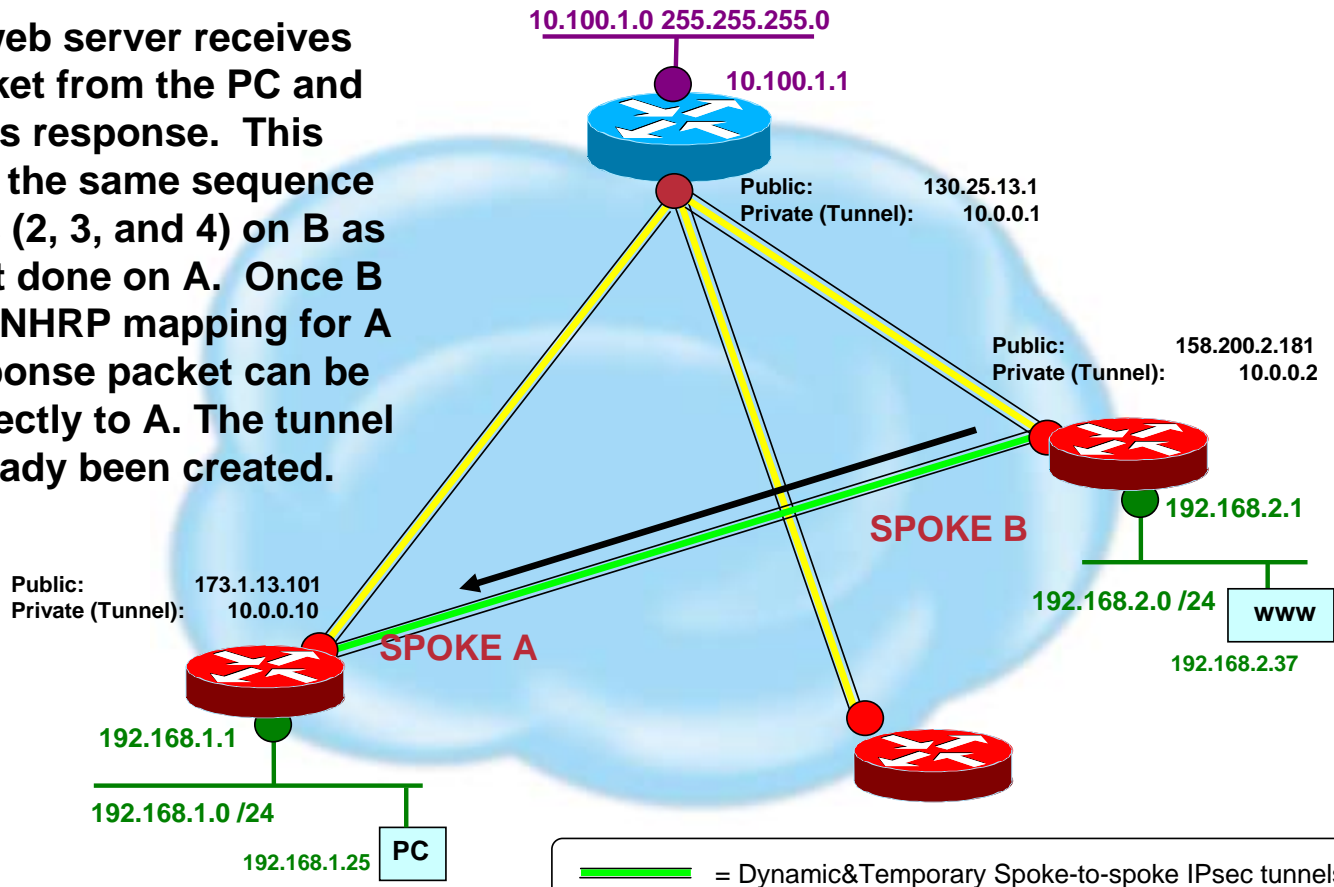 10.100.1.0 255.255.255.0
web server receives
ket from the PC and
s response. This
the same sequence
(2, 3, and 4) on B as
t done on A. Once B
NHRP mapping for A
ponse packet can be
ectly to A. The tunnel
ady been created.
10.100.1.1
Public: 130.25.13.1
Private (Tunnel): 10.0.0.1
Public: 158.200.2.181
Private (Tunnel): 10.0.0.2
192.168.2.1
SPOKE B
192.168.2.0 /24
www
192.168.2.37
Public: 173.1.13.101
Private (Tunnel): 10.0.0.10
SPOKE A
192.168.1.1
192.168.1.0 /24
192.168.1.25
PC
= Dynamic&Temporary Spoke-to-spoke IPsec tunnels